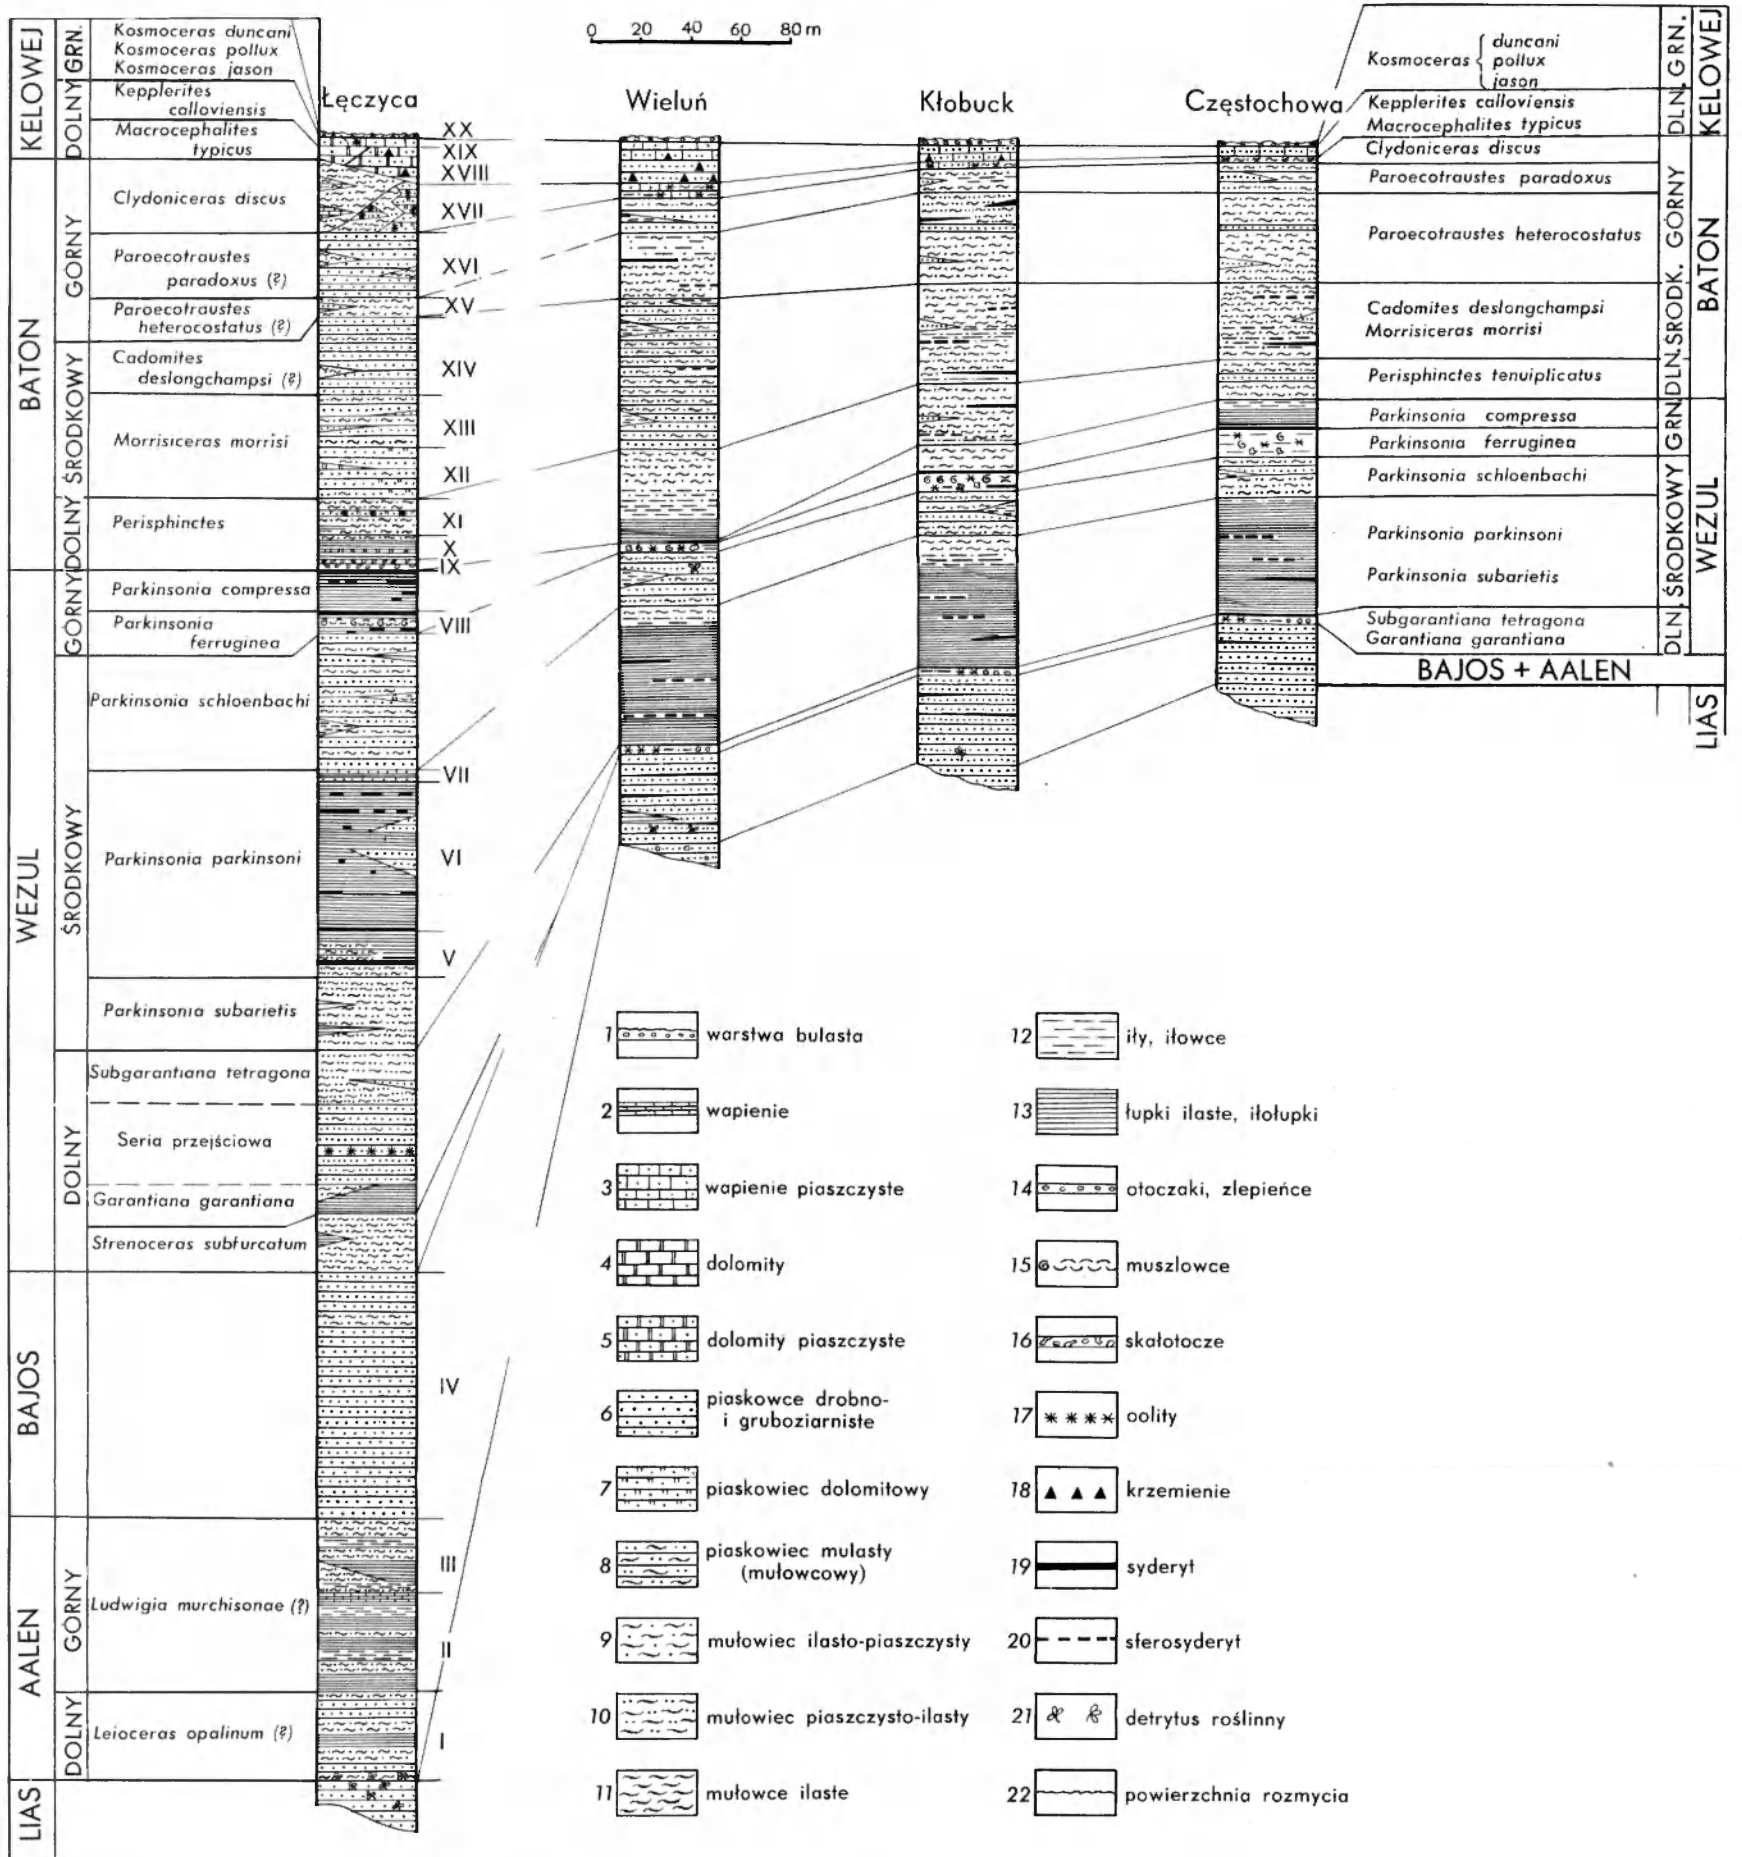 KELOWEJ
GRN.
DOLNY
Kosmoceras duncani
Kosmoceras pollux
Kosmoceras jason
Kepplerites
calloviensis
Macrocephalites
typicus
BATON
GÓRNY
Clydoniceras discus
Paroecotraustes
paradoxus (?)
Paroecotraustes
heterocostatus (?)
ŚRODKOWY
Cadomites
deslongchampsi (?)
Morrisiceras morrisi
DOLNY
Perisphinctes
WEZUL
GÓRNY
Parkinsonia compressa
Parkinsonia
ferruginea
ŚRODKOWY
Parkinsonia schloenbachi
Parkinsonia parkinsoni
Parkinsonia subarietis
DOLNY
Subgarantiana tetragona
Seria przejściowa
Garantiana garantiana
Strenoceras subfurcatum
BAJOS
AALEN
GÓRNY
Ludwigia murchisonae (?)
DOLNY
Leioceras opalinum (?)
LIAS
Łęczyca
XX
XIX
XVIII
XVII
XVI
XV
XIV
XIII
XII
XI
X
IX
VIII
VII
VI
V
IV
III
II
I
0 20 40 60 80 m
Wieluń
Kłobuck
Częstochowa
Kosmoceras { duncani
pollux
jason
Kepplerites calloviensis
Macrocephalites typicus
Clydoniceras discus
Paroecotraustes paradoxus
Paroecotraustes heterocostatus
Cadomites deslongchampsi
Morrisiceras morrisi
Perisphinctes tenuiplicatus
Parkinsonia compressa
Parkinsonia ferruginea
Parkinsonia schloenbachi
Parkinsonia parkinsoni
Parkinsonia subarietis
Subgarantiana tetragona
Garantiana garantiana
BAJOS + AALEN
GRN.
DLN.
KELOWEJ
GÓRNY
ŚRODK.
DLN.
BATON
GRN.
ŚRODKOWY
DLN.
WEZUL
LIAS
1 warstwa bulasta
2 wapienie
3 wapienie piaszczyste
4 dolomity
5 dolomity piaszczyste
6 piaskowce drobno-
i gruboziarniste
7 piaskowiec dolomitowy
8 piaskowiec mulasty
(mułowcowy)
9 mułowiec ilasto-piaszczysty
10 mułowiec piaszczysto-ilasty
11 mułowce ilaste
12 iły, iłowce
13 łupki ilaste, iłołupki
14 otoczaki, zlepieńce
15 muszlowce
16 skałotocze
17 oolity
18 krzemienie
19 syderyt
20 sferosyderyt
21 detrytus roślinny
22 powierzchnia rozmycia